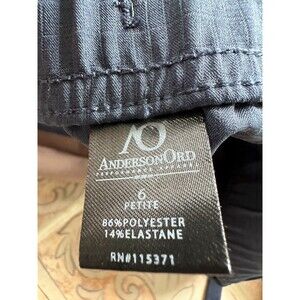 AO
ANDERSONORD
PERFORMANCE APPAREL
6
PETITE
86%POLYESTER
14%ELASTANE
RN#115371